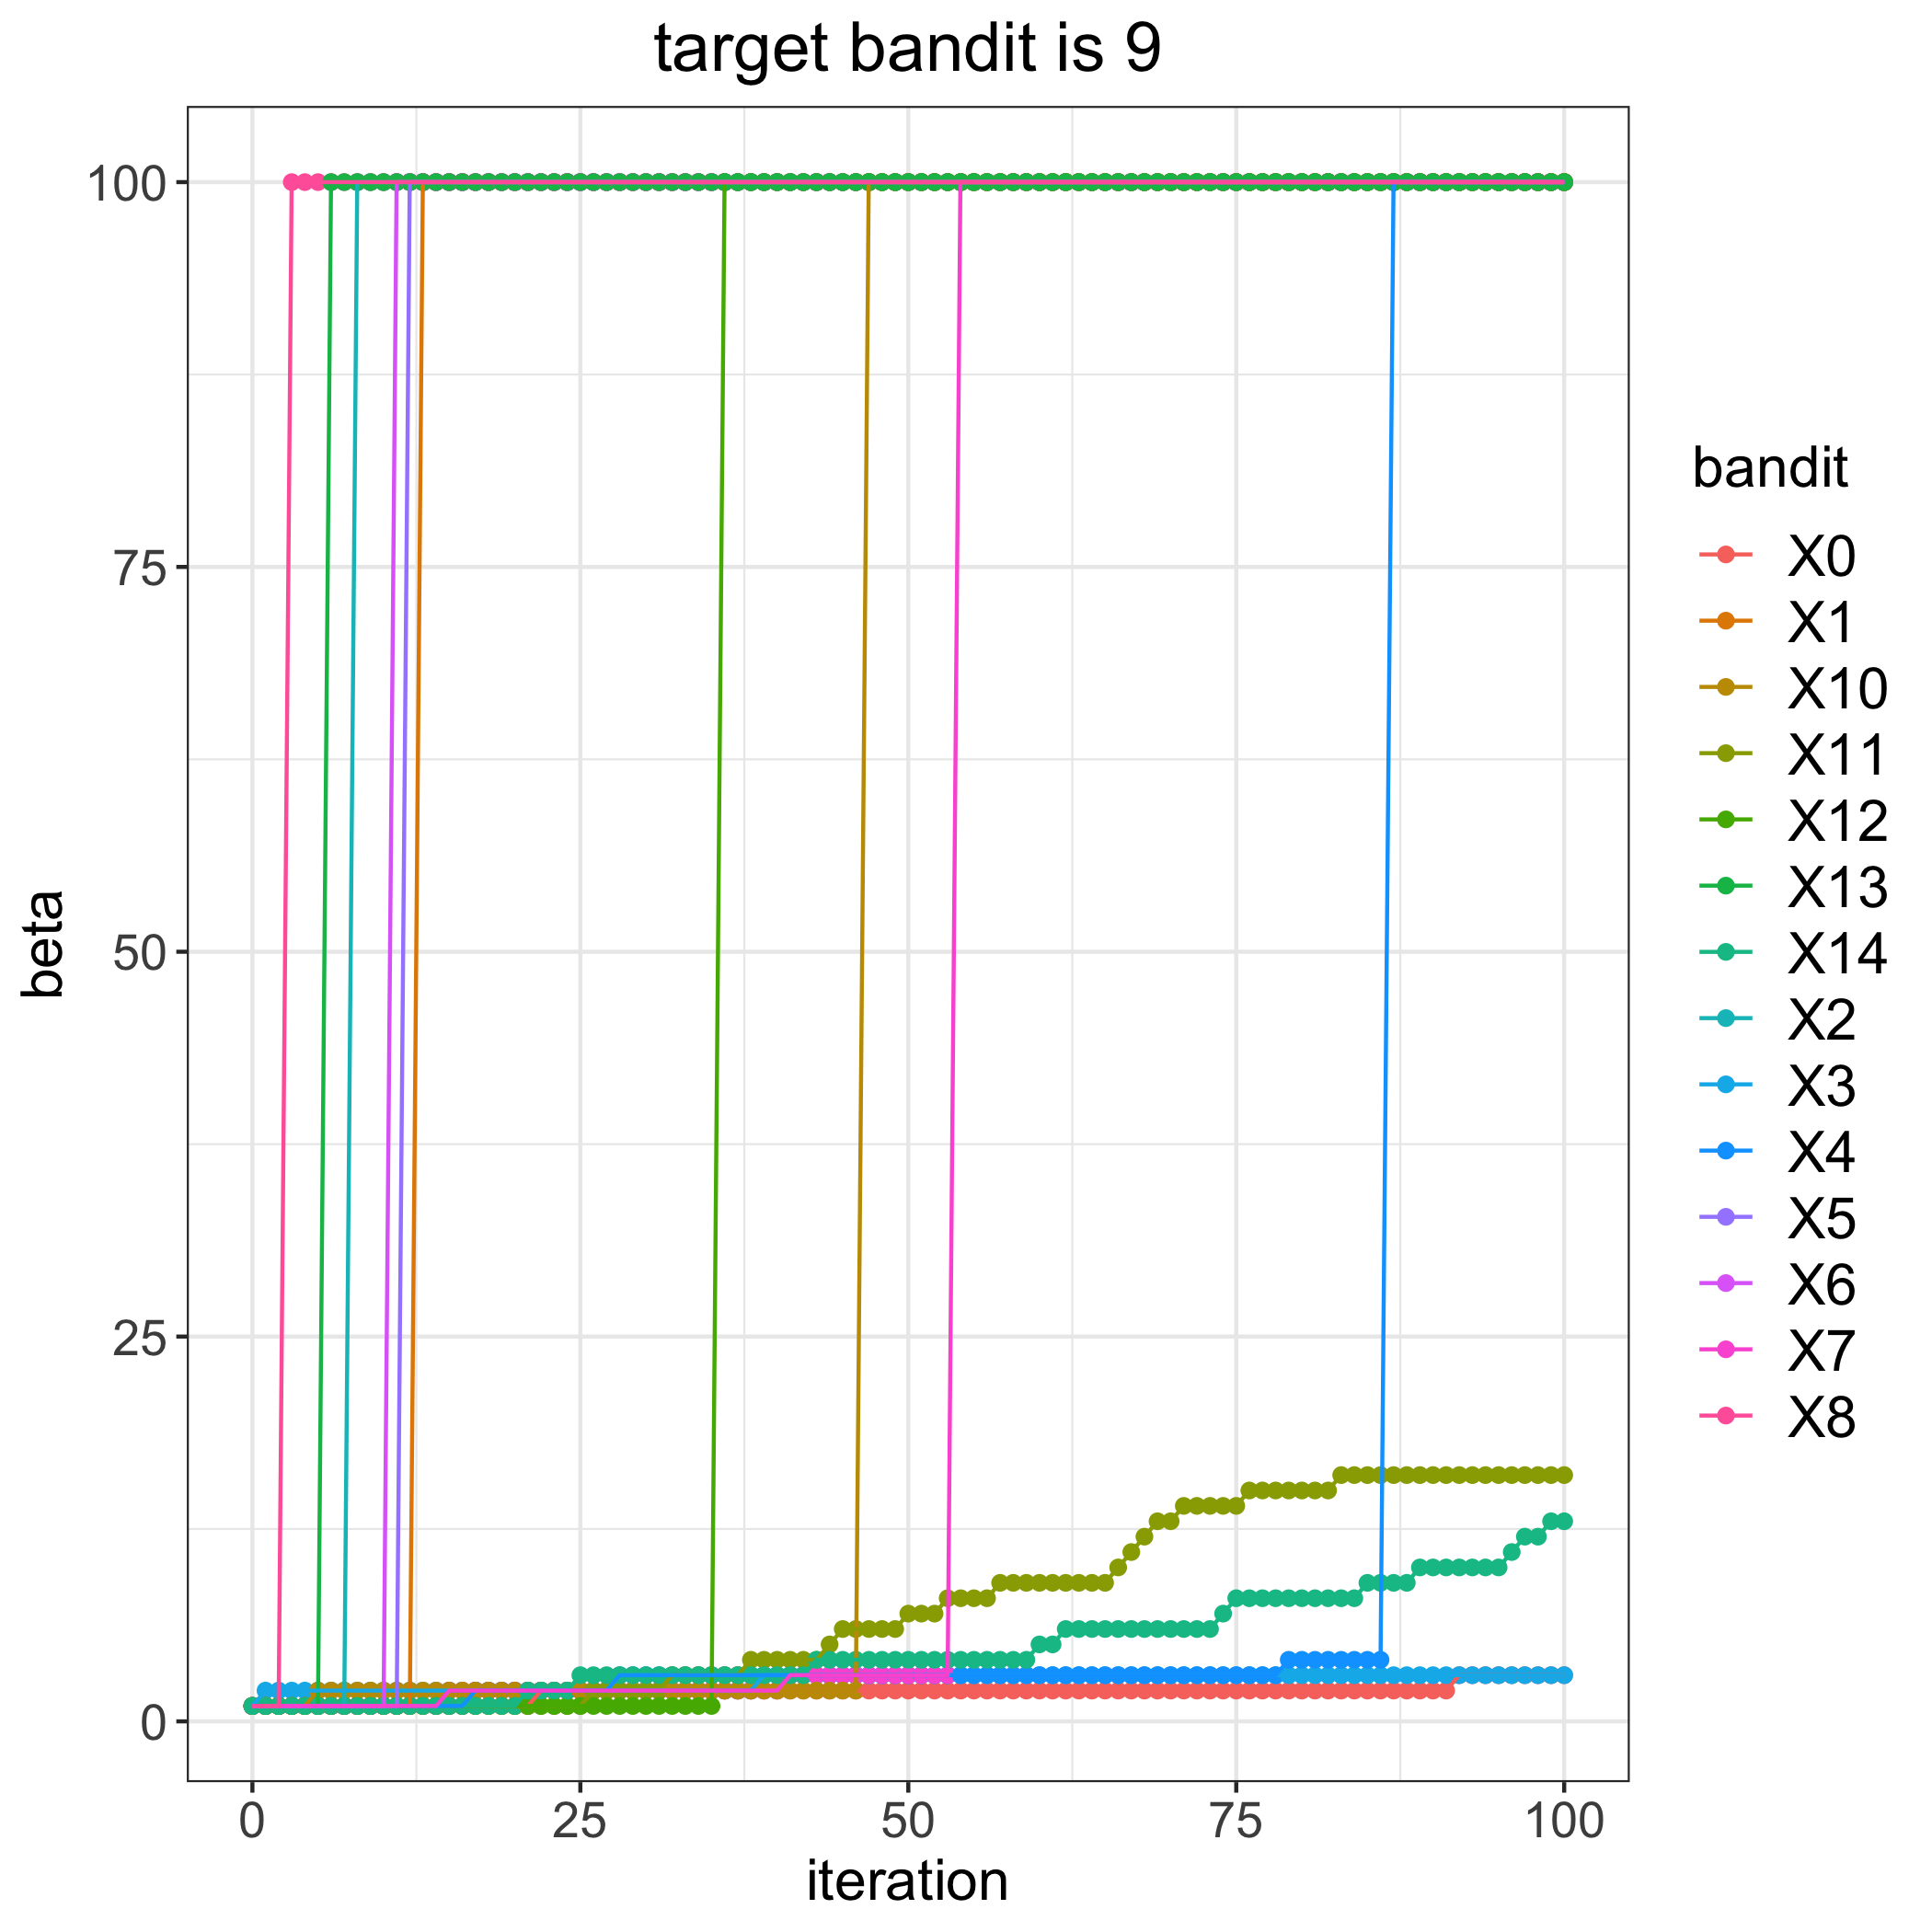 target bandit is 9
100
75
50
25
0
beta
0 25 50 75 100
iteration
bandit
X0
X1
X10
X11
X12
X13
X14
X2
X3
X4
X5
X6
X7
X8